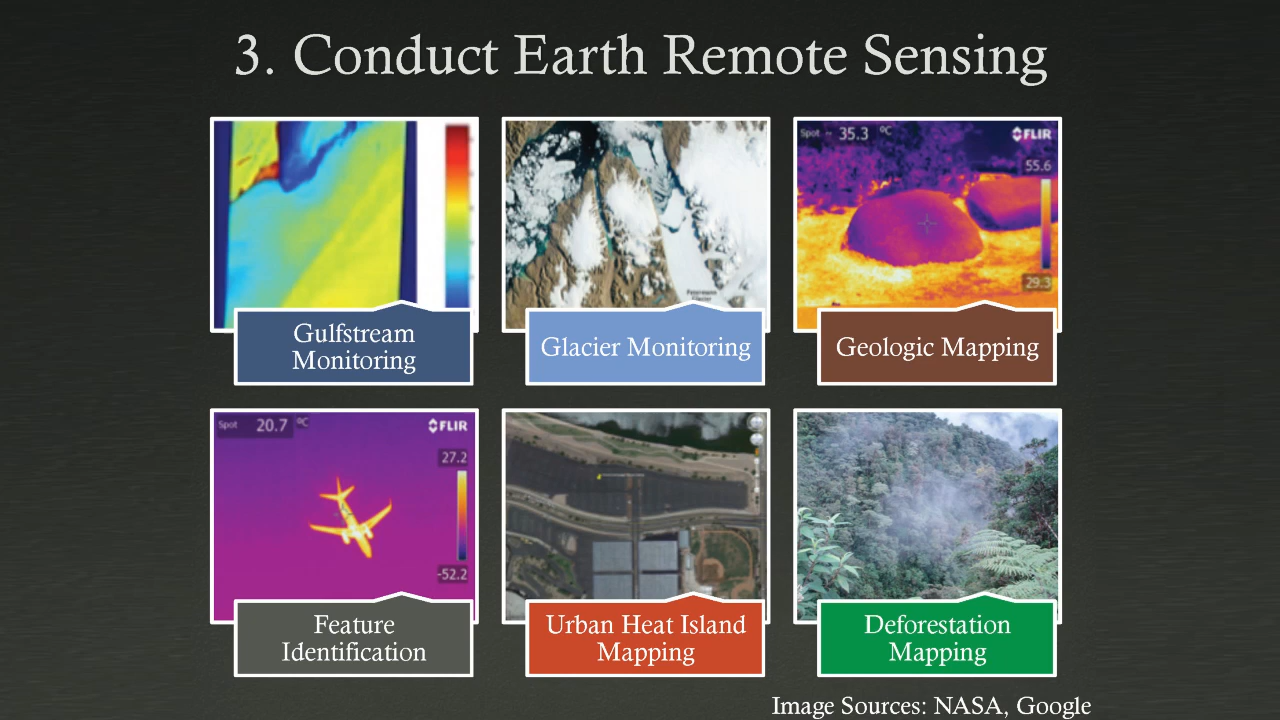 3. Conduct Earth Remote Sensing
Gulfstream
Monitoring
Petermann
Glacier
Glacier Monitoring
Spot ~ 35.3 °C
FLIR
55.6
29.3
Geologic Mapping
Spot 20.7 °C
FLIR
27.2
-52.2
Feature
Identification
Urban Heat Island
Mapping
Deforestation
Mapping
Image Sources: NASA, Google